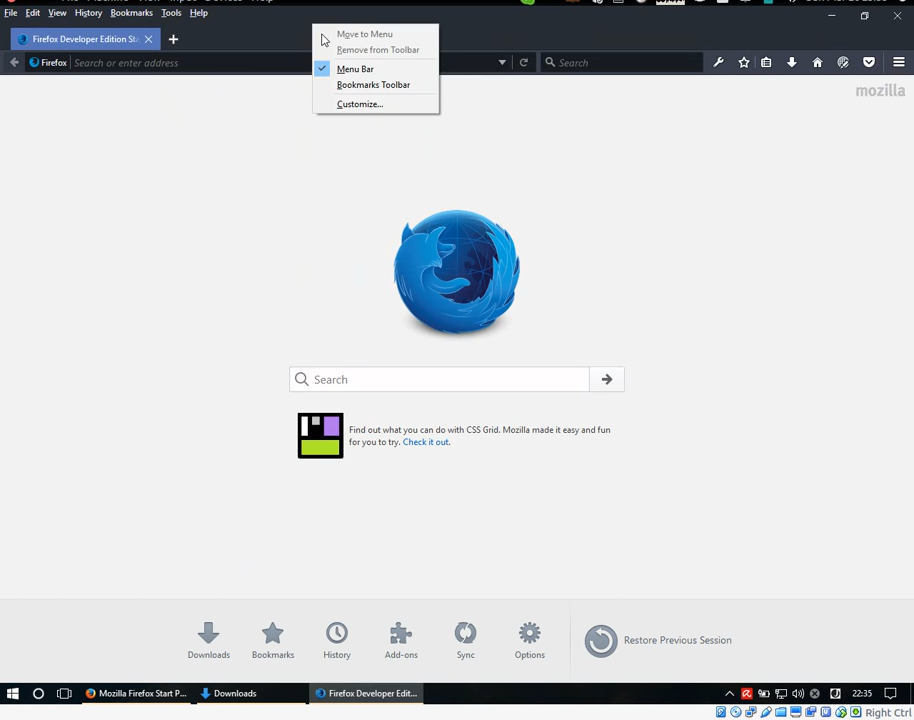 File Edit View History Bookmarks Tools Help
Firefox Developer Edition Sta
Move to Menu
Remove from Toolbar
Menu Bar
Bookmarks Toolbar
Customize...
Firefox Search or enter address
Search
mozilla
Search
Find out what you can do with CSS Grid. Mozilla made it easy and fun
for you to try. Check it out.
Downloads
Bookmarks
History
Add-ons
Sync
Options
Restore Previous Session
Mozilla Firefox Start P...
Downloads
Firefox Developer Edit...
22:35
Right Ctrl